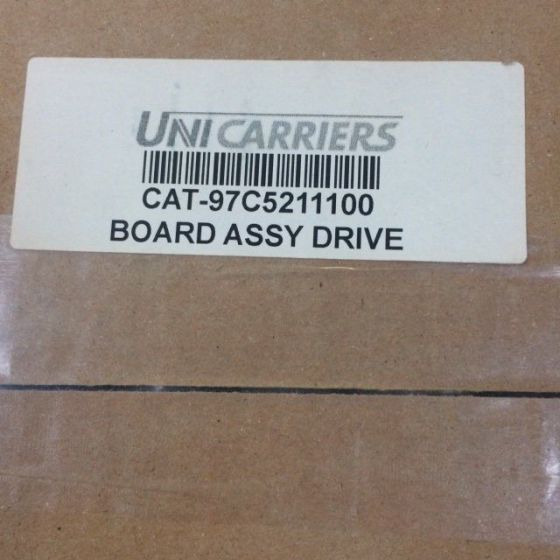 UNICARRIERS
CAT-97C5211100
BOARD ASSY DRIVE